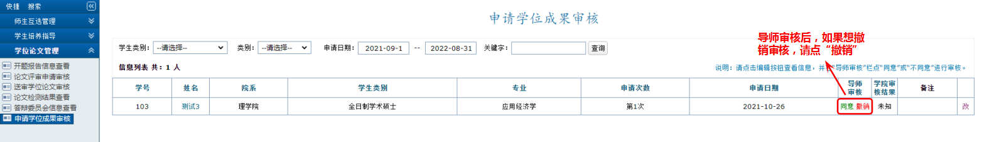 快捷 搜索
师生互选管理
学生培养指导
学位论文管理
开题报告信息查看
论文评审申请审核
送审学位论文审核
论文检测结果查看
答辩委员会信息查看
申请学位成果审核
申请学位成果审核
导师审核后，如果想撤
销审核，请点“撤销”
学生类别： --请选择-- 类别： --请选择-- 申请日期： 2021-09-1 -- 2022-08-31 关键字： 查询
信息列表 共：1 人
说明：请点击编辑按钮查看信息，并在“导师审核”栏点“同意”或“不同意”进行审核。
学号 姓名 院系 学生类别 专业 申请次数 申请日期 导师审核 学院审核结果 备注
103 测试3 理学院 全日制学术硕士 应用经济学 第1次 2021-10-26 同意 撤销 未知 改